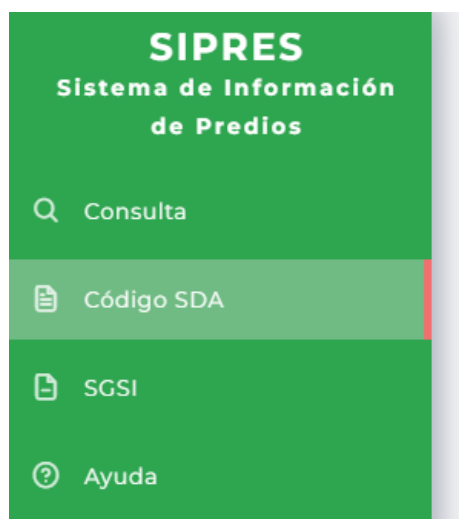 SIPRES
Sistema de Información
de Predios
Consulta
Código SDA
SGSI
Ayuda